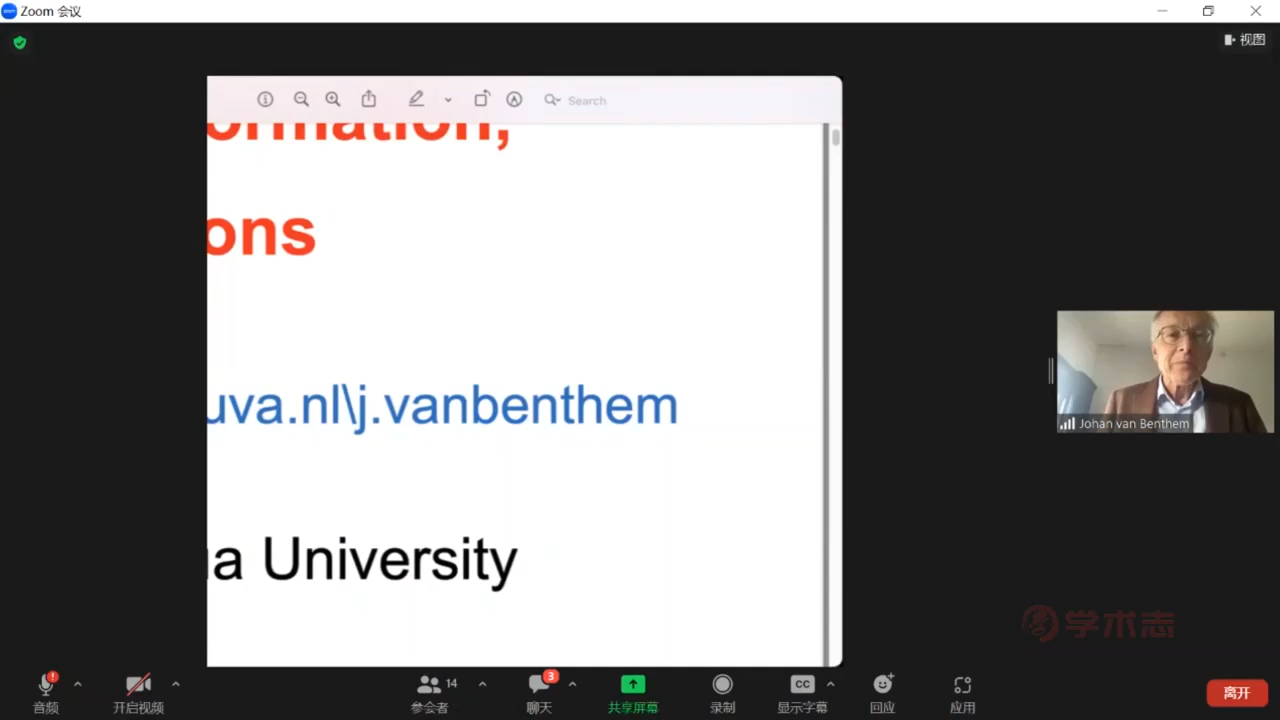 zoom
Zoom 会议
视图
Search
ormation,
ons
uva.nl\j.vanbenthem
a University
Johan van Benthem
学术志
音频
开启视频
14
参会者
3
聊天
共享屏幕
录制
CC
显示字幕
回应
应用
离开